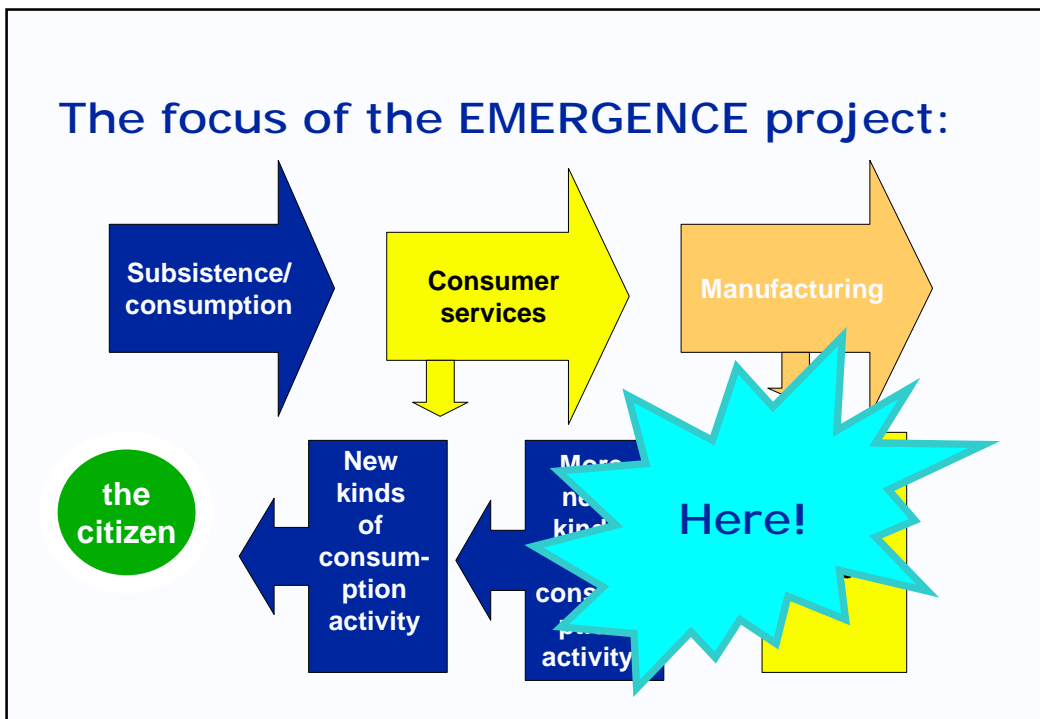 The focus of the EMERGENCE project:
Subsistence/
consumption
Consumer
services
Manufacturing
the
citizen
New
kinds
of
consum-
ption
activity
More
activity
Here!